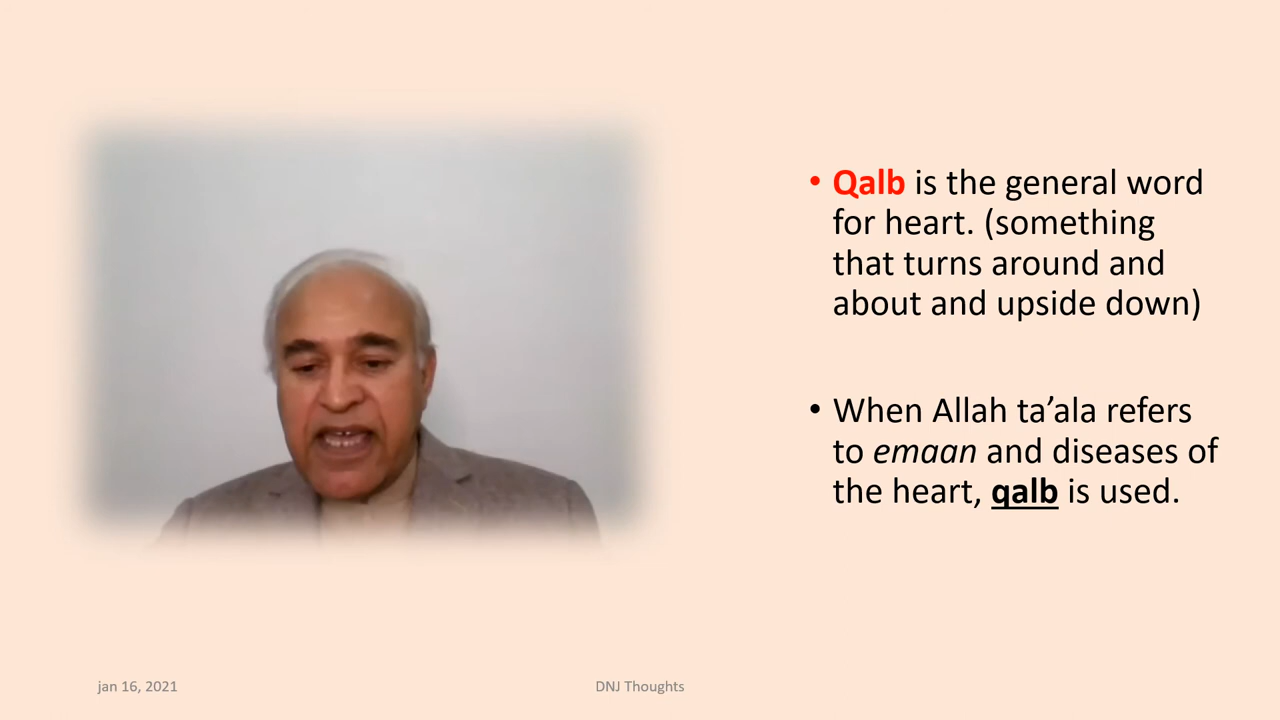 • Qalb is the general word
for heart. (something
that turns around and
about and upside down)
• When Allah ta’ala refers
to emaan and diseases of
the heart, qalb is used.
jan 16, 2021
DNJ Thoughts